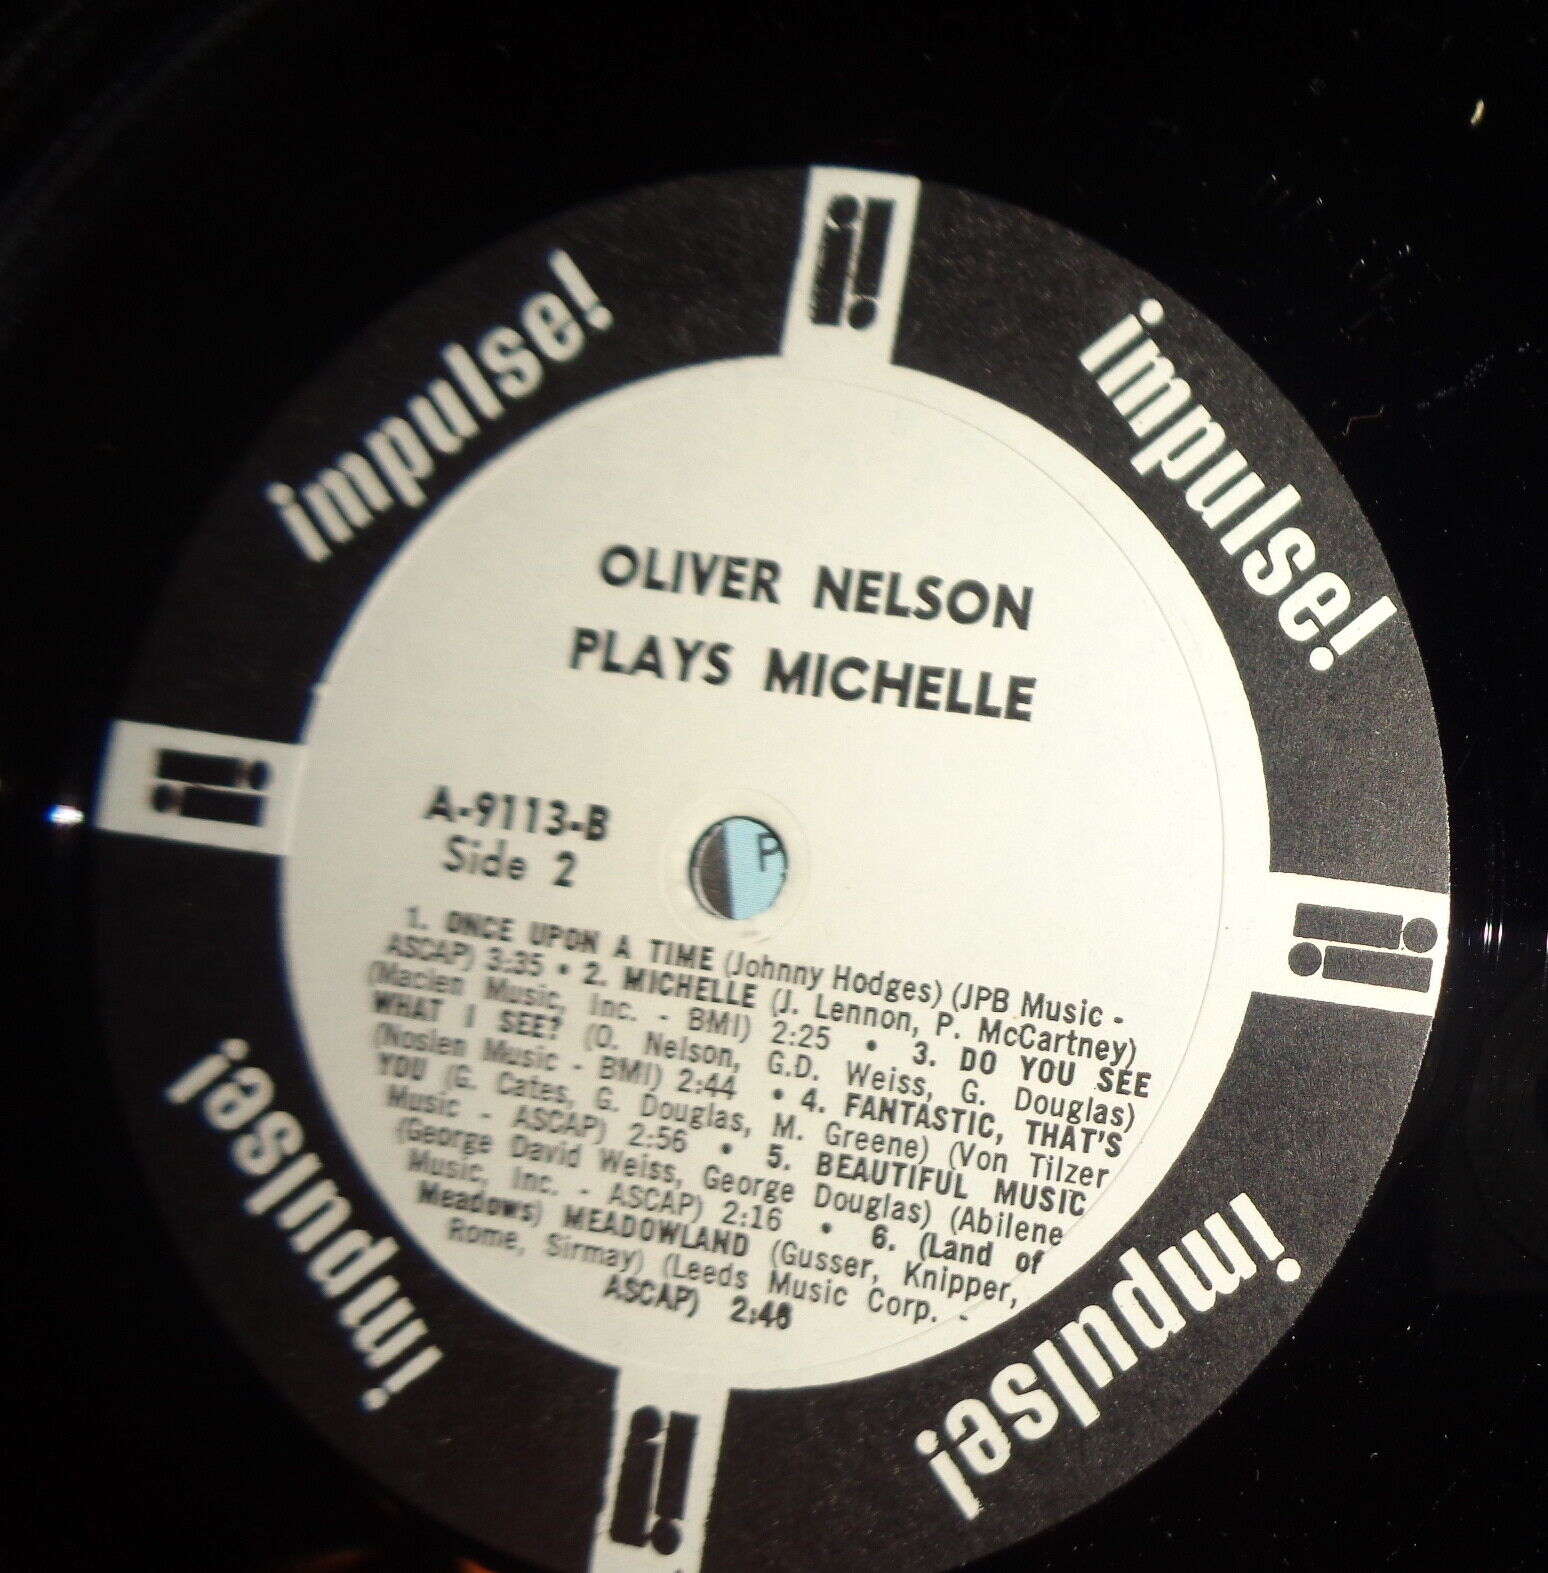 impulse!
impulse!
OLIVER NELSON
PLAYS MICHELLE
A-9113-B
Side 2
P
1. ONCE UPON A TIME (Johnny Hodges) (JPB Music -
ASCAP) 3:35 • 2. MICHELLE (J. Lennon, P. McCartney)
(Maclen Music, Inc. - BMI) 2:25 • 3. DO YOU SEE
WHAT I SEE? (O. Nelson, G.D. Weiss, G. Douglas)
(Noslen Music - BMI) 2:44 • 4. FANTASTIC, THAT'S
YOU (G. Cates, G. Douglas, M. Greene) (Von Tilzer
Music - ASCAP) 2:56 • 5. BEAUTIFUL MUSIC
(George David Weiss, George Douglas) (Abilene
Music, Inc. - ASCAP) 2:16 • 6. (Land of
Meadows) MEADOWLAND (Gusser, Knipper,
Rome, Sirmay) (Leeds Music Corp. -
ASCAP) 2:46
impulse!
impulse!